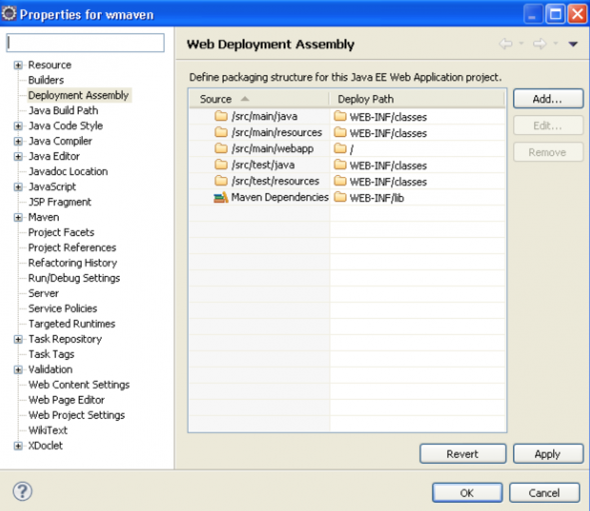 Properties for wmaven
Resource
Builders
Deployment Assembly
Java Build Path
Java Code Style
Java Compiler
Java Editor
Javadoc Location
JavaScript
JSP Fragment
Maven
Project Facets
Project References
Refactoring History
Run/Debug Settings
Server
Service Policies
Targeted Runtimes
Task Repository
Task Tags
Validation
Web Content Settings
Web Page Editor
Web Project Settings
WikiText
XDoclet
Web Deployment Assembly
Define packaging structure for this Java EE Web Application project.
Source Deploy Path
/src/main/java WEB-INF/classes
/src/main/resources WEB-INF/classes
/src/main/webapp /
/src/test/java WEB-INF/classes
/src/test/resources WEB-INF/classes
Maven Dependencies WEB-INF/lib
Add...
Edit...
Remove
Revert Apply
? OK Cancel